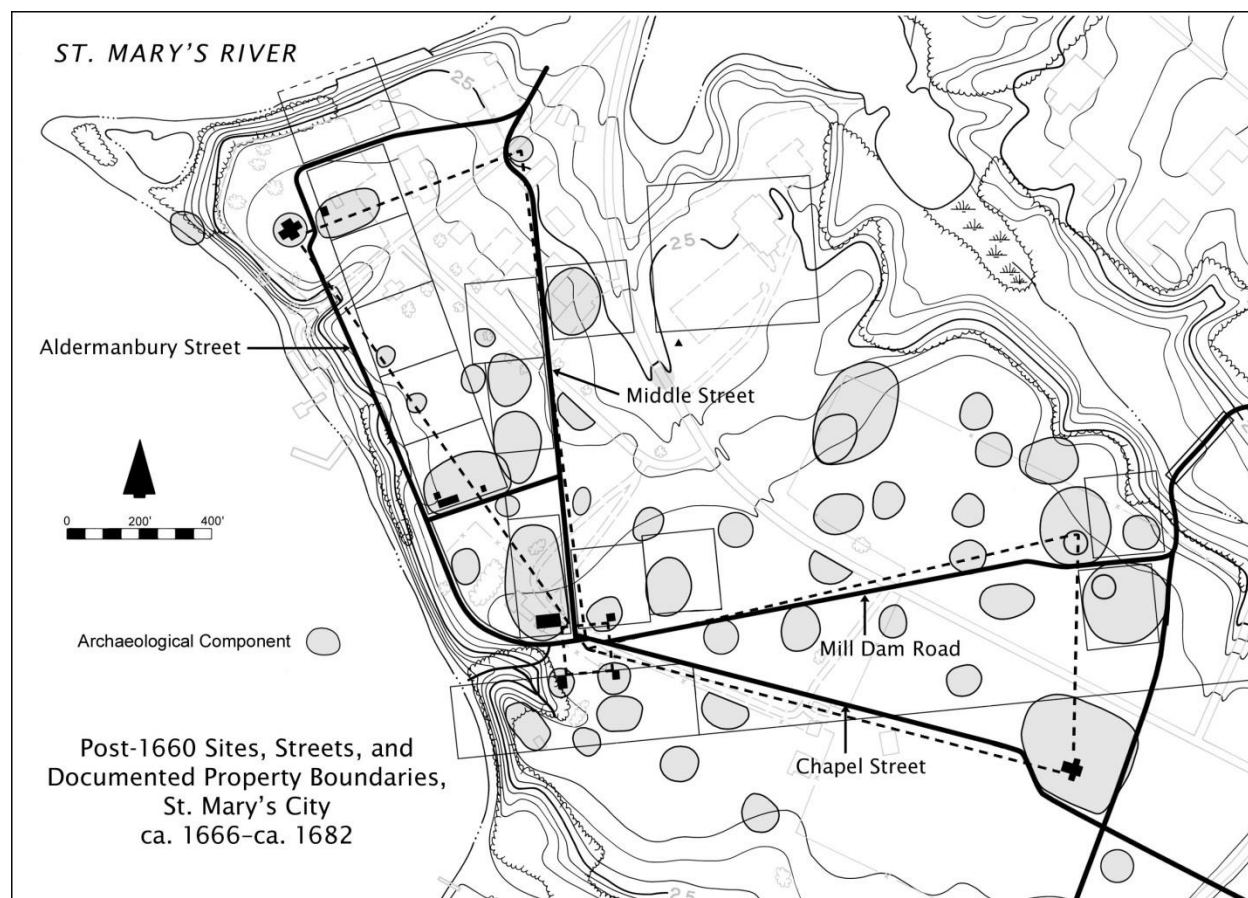 ST. MARY'S RIVER
25
25
Aldermanbury Street
Middle Street
0 200' 400'
Archaeological Component
Mill Dam Road
Chapel Street
Post-1660 Sites, Streets, and
Documented Property Boundaries,
St. Mary's City
ca. 1666–ca. 1682
25